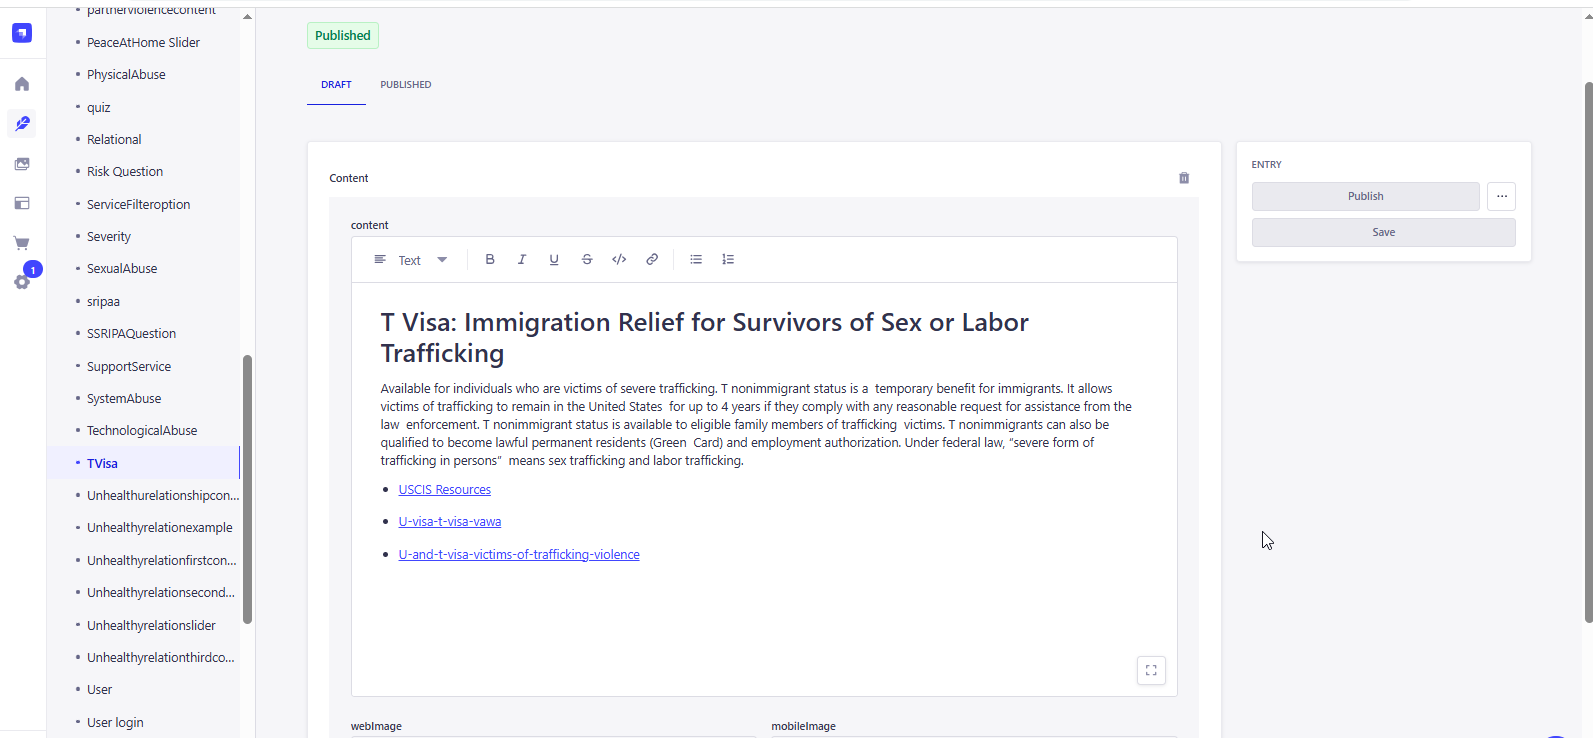 partnerviolencecontent
PeaceAtHome Slider
PhysicalAbuse
quiz
Relational
Risk Question
ServiceFilteroption
Severity
SexualAbuse
1
sripaa
SSRIPAQuestion
SupportService
SystemAbuse
TechnologicalAbuse
TVisa
Unhealthurelationshipcon...
Unhealthyrelationexample
Unhealthyrelationfirstcon...
Unhealthyrelationsecond...
Unhealthyrelationslider
Unhealthyrelationthirdco...
User
User login
Published
DRAFT PUBLISHED
Content
content
Text B I U S </>
T Visa: Immigration Relief for Survivors of Sex or Labor
Trafficking
Available for individuals who are victims of severe trafficking. T nonimmigrant status is a  temporary benefit for immigrants. It allows
victims of trafficking to remain in the United States  for up to 4 years if they comply with any reasonable request for assistance from the
law  enforcement. T nonimmigrant status is available to eligible family members of trafficking  victims. T nonimmigrants can also be
qualified to become lawful permanent residents (Green  Card) and employment authorization. Under federal law, “severe form of
trafficking in persons”  means sex trafficking and labor trafficking.
USCIS Resources
U-visa-t-visa-vawa
U-and-t-visa-victims-of-trafficking-violence
webImage mobileImage
ENTRY
Publish ...
Save